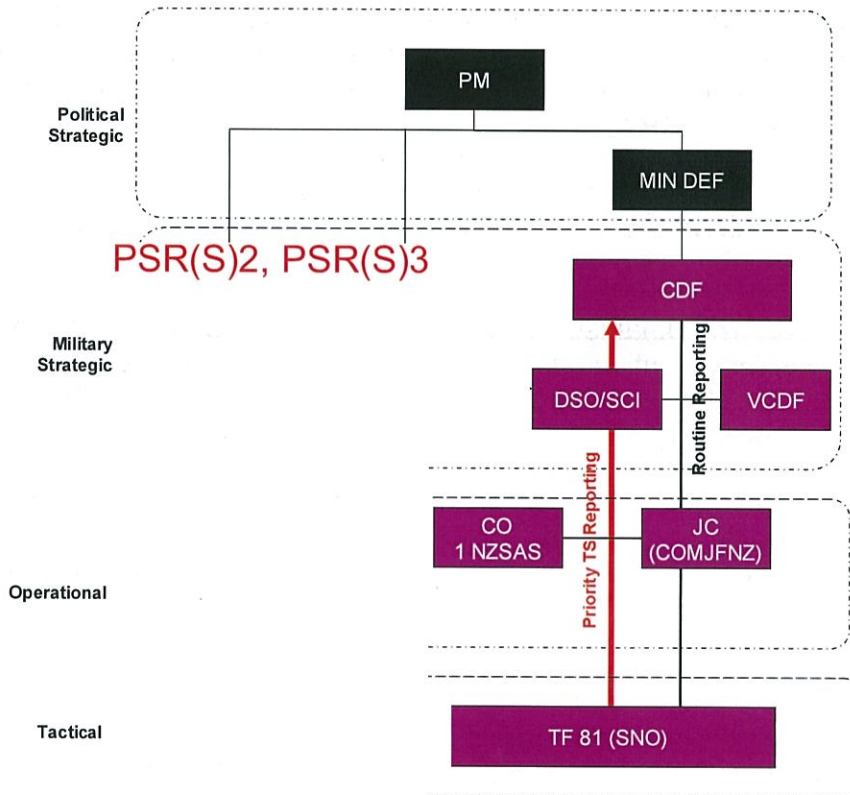 PM
Political
Strategic
MIN DEF
PSR(S)2, PSR(S)3
CDF
Military
Strategic
Routine Reporting
DSO/SCI
VCDF
Priority TS Reporting
CO
1 NZSAS
JC
(COMJFNZ)
Operational
Tactical
TF 81 (SNO)